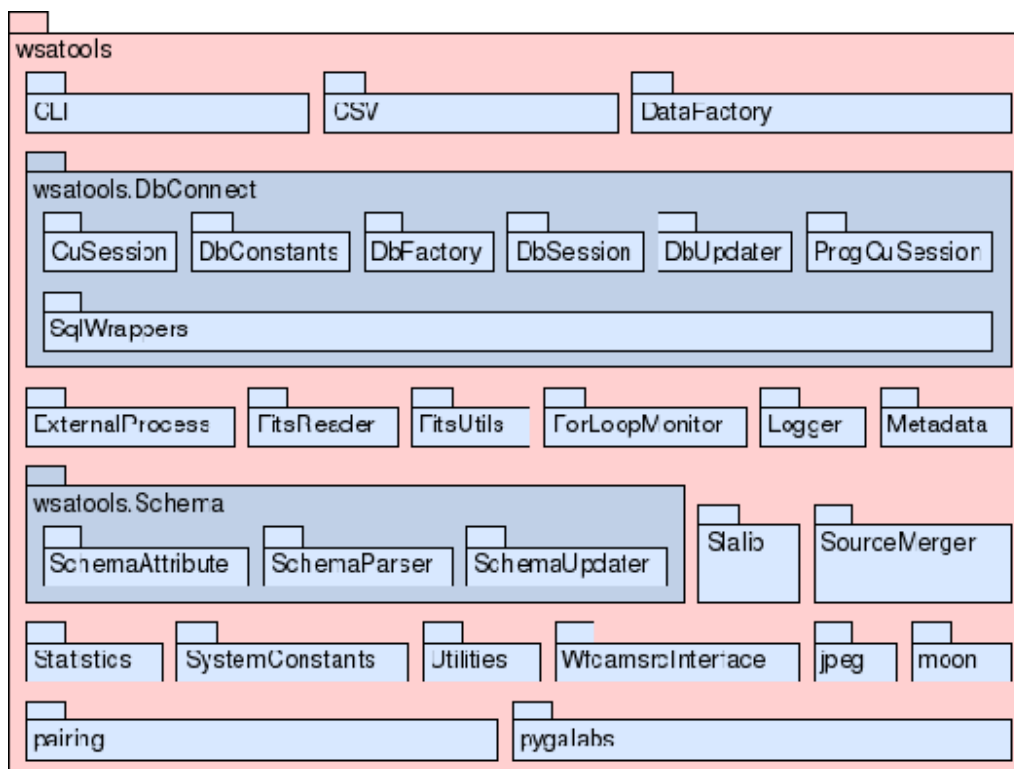 wsatools
CLI CSV DataFactory
wsatools.DbConnect
CuSession DbConstants DbFactory DbSession DbUpdater ProgCuSession
SqlWrappers
ExternalProcess FitsReader FitsUtils ForLoopMonitor Logger Metadata
wsatools.Schema
SchemaAttribute SchemaParser SchemaUpdater Slalib SourceMerger
Statistics SystemConstants Utilities WfcamsrcInterface jpeg moon
pairing pygalabs